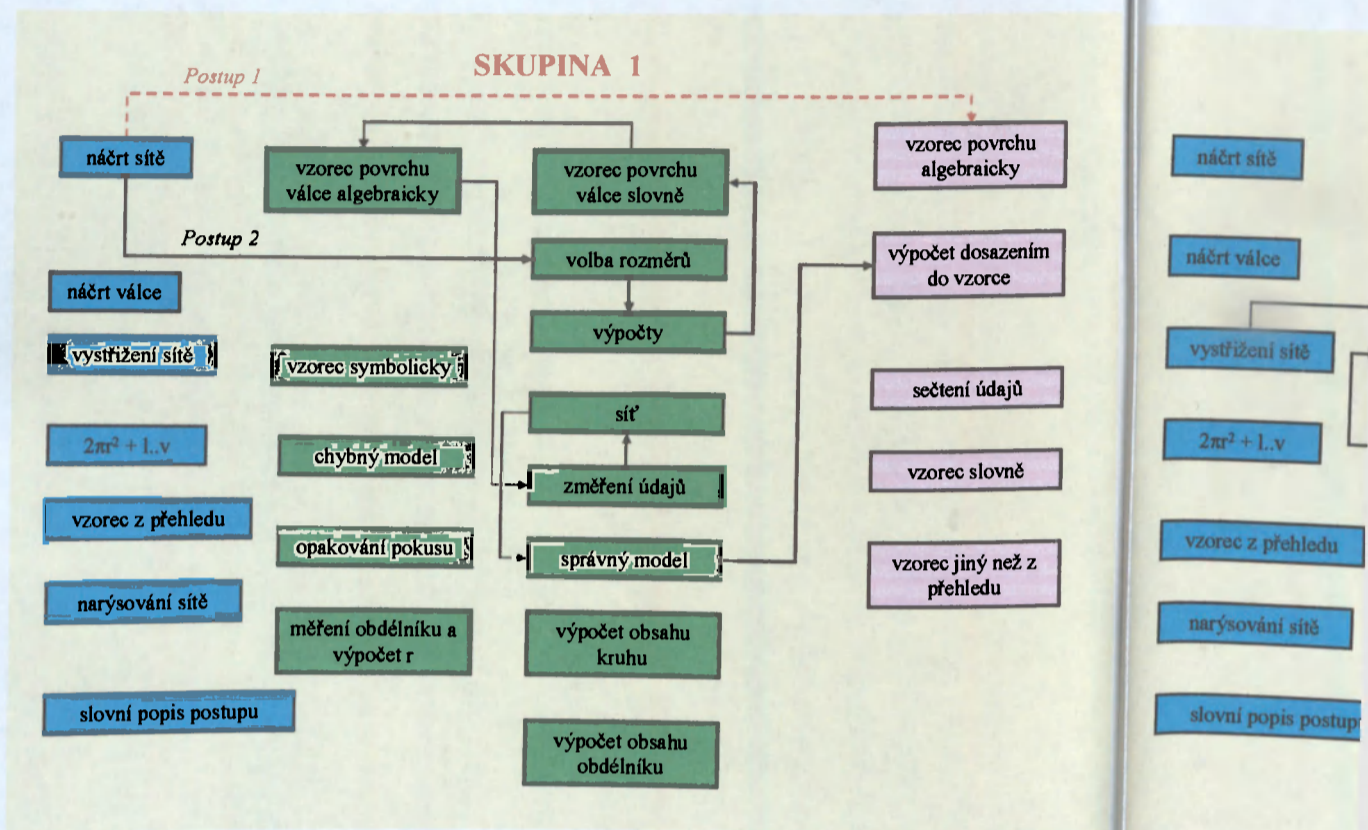 SKUPINA 1
Postup 1
náčrt sítě
vzorec povrchu
válce algebraicky
vzorec povrchu
válce slovně
vzorec povrchu
algebraicky
Postup 2
volba rozměrů
výpočet dosazením
do vzorce
náčrt válce
výpočty
vystřižení sítě
vzorec symbolicky
sečtení údajů
síť
2πr² + 1..v
chybný model
změření údajů
vzorec slovně
vzorec z přehledu
opakování pokusu
správný model
vzorec jiný než z
přehledu
narýsování sítě
měření obdélníku a
výpočet r
výpočet obsahu
kruhu
slovní popis postupu
výpočet obsahu
obdélníku
náčrt sítě
náčrt válce
vystřižení sítě
2πr² + 1..v
vzorec z přehledu
narýsování sítě
slovní popis postup